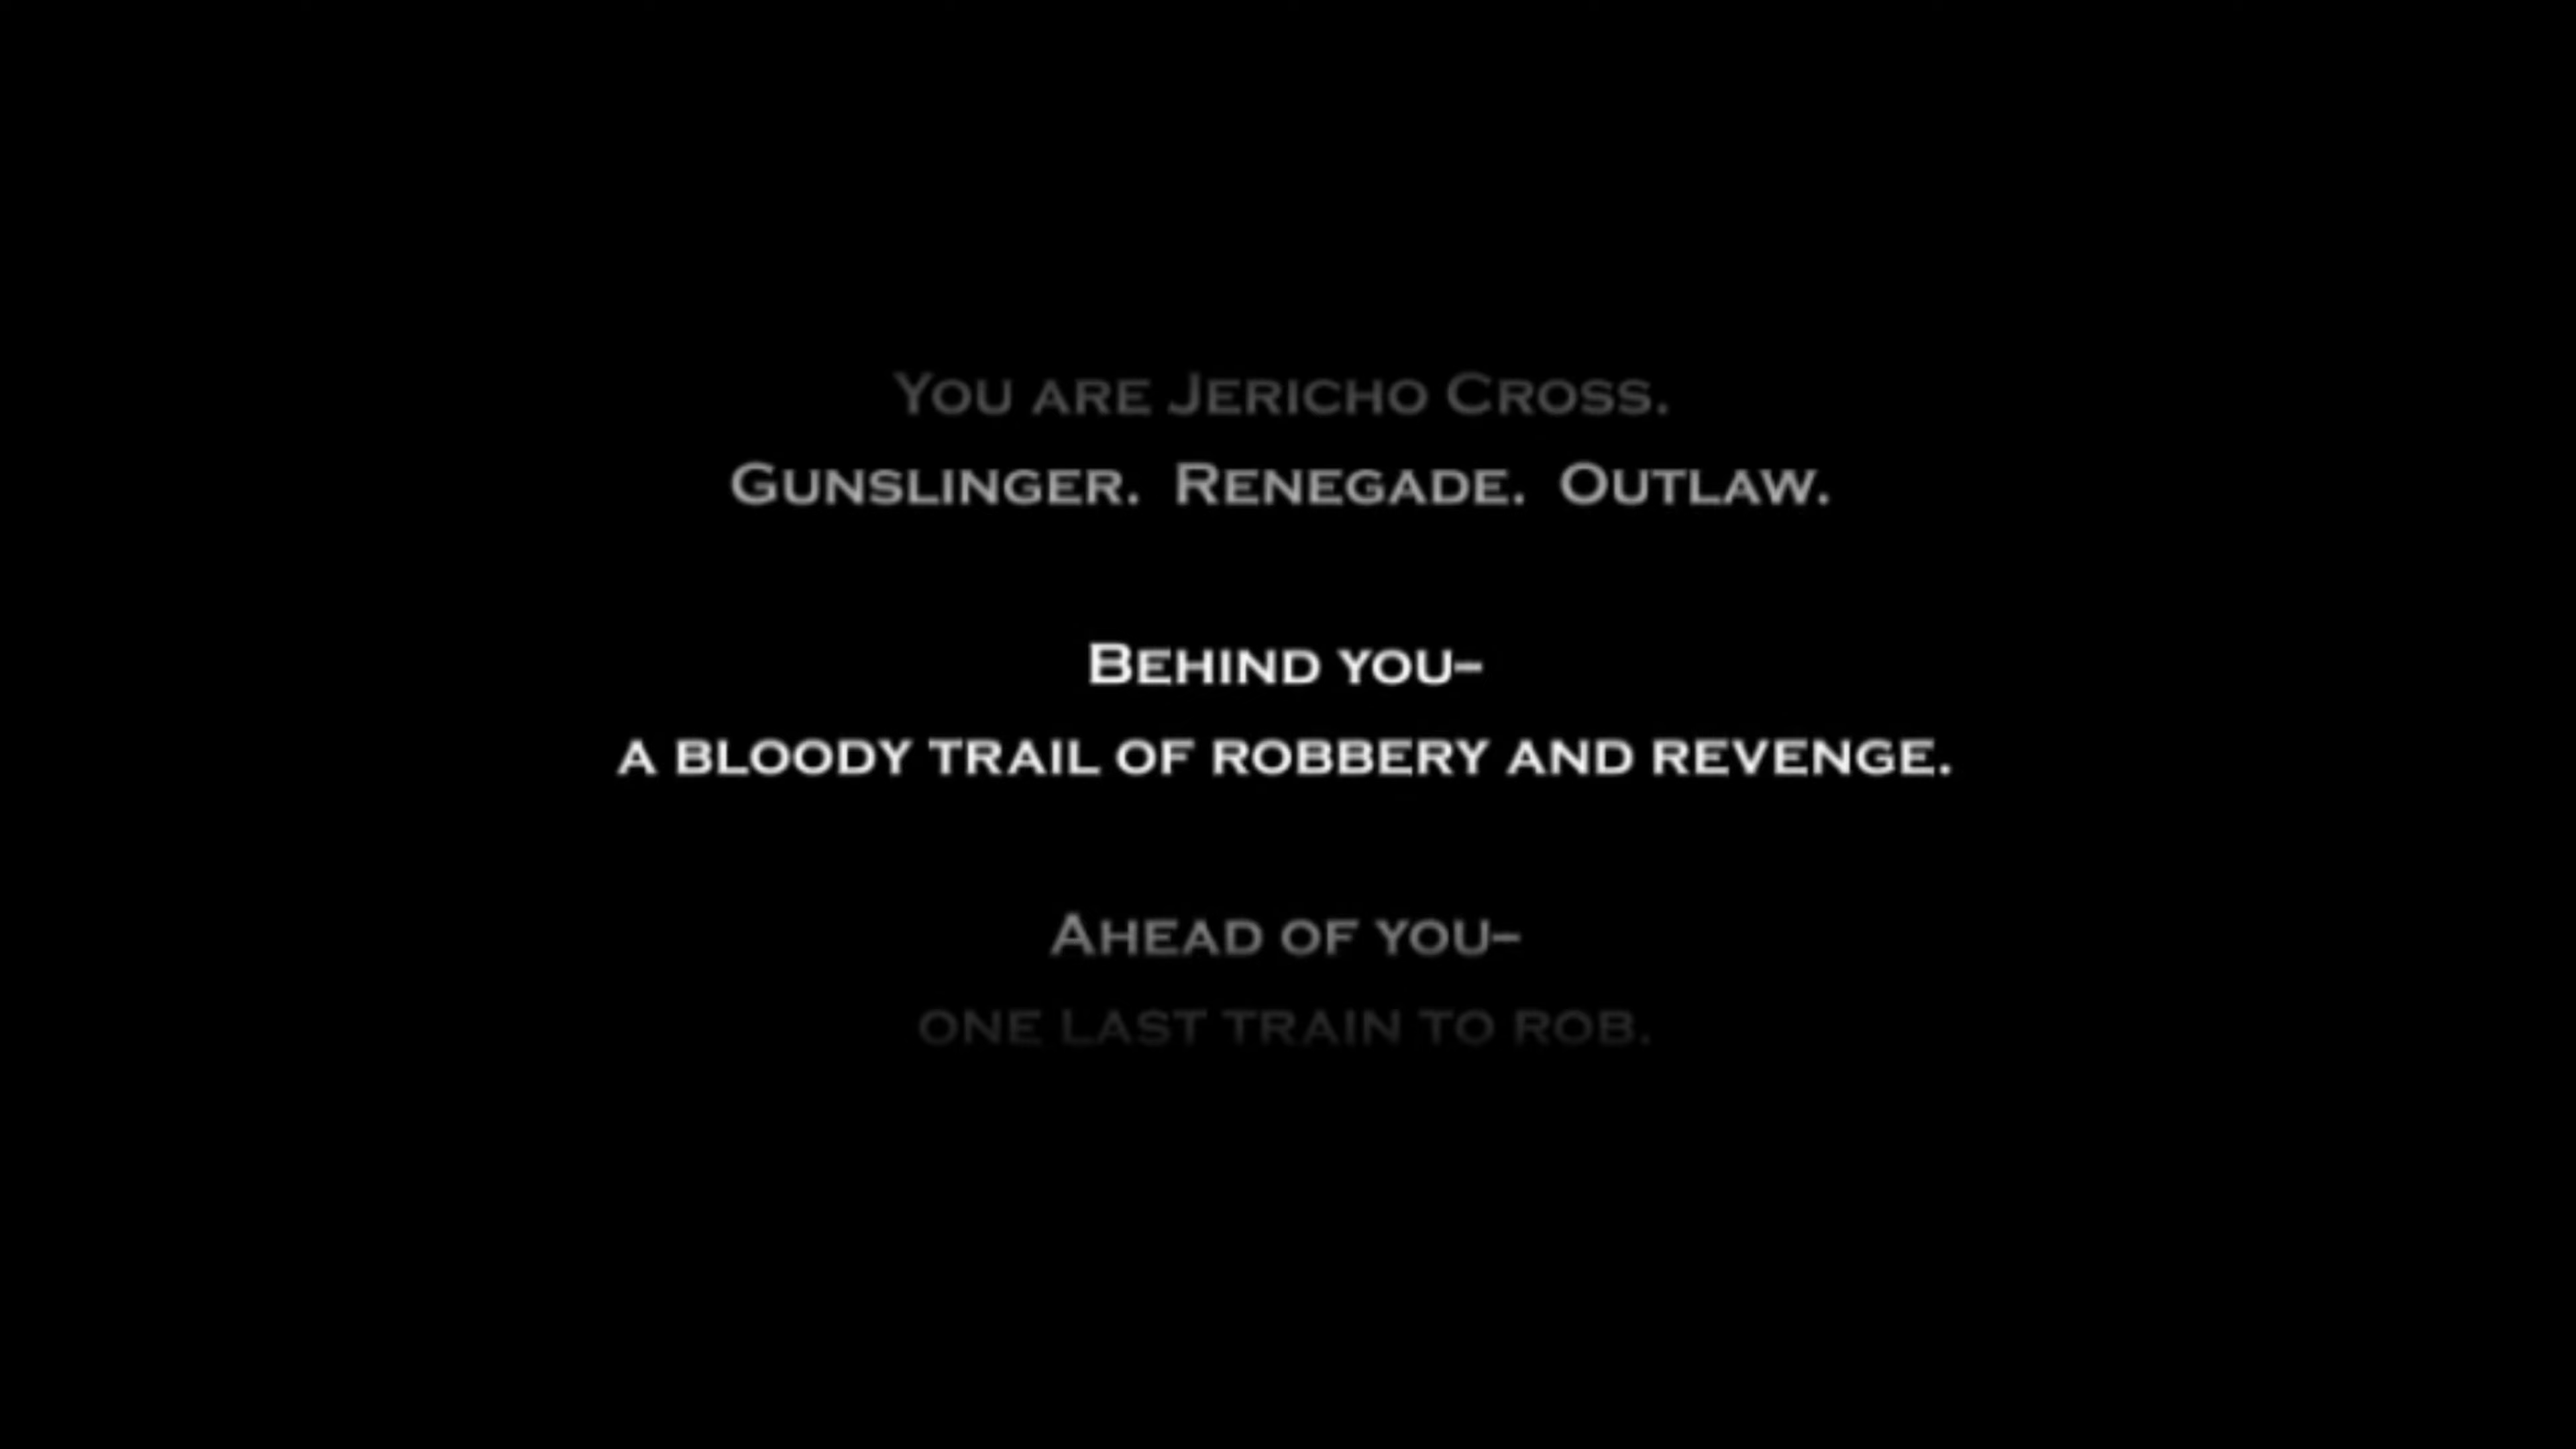 You are Jericho Cross.
Gunslinger. Renegade. Outlaw.
Behind you–
a bloody trail of robbery and revenge.
Ahead of you–
one last train to rob.